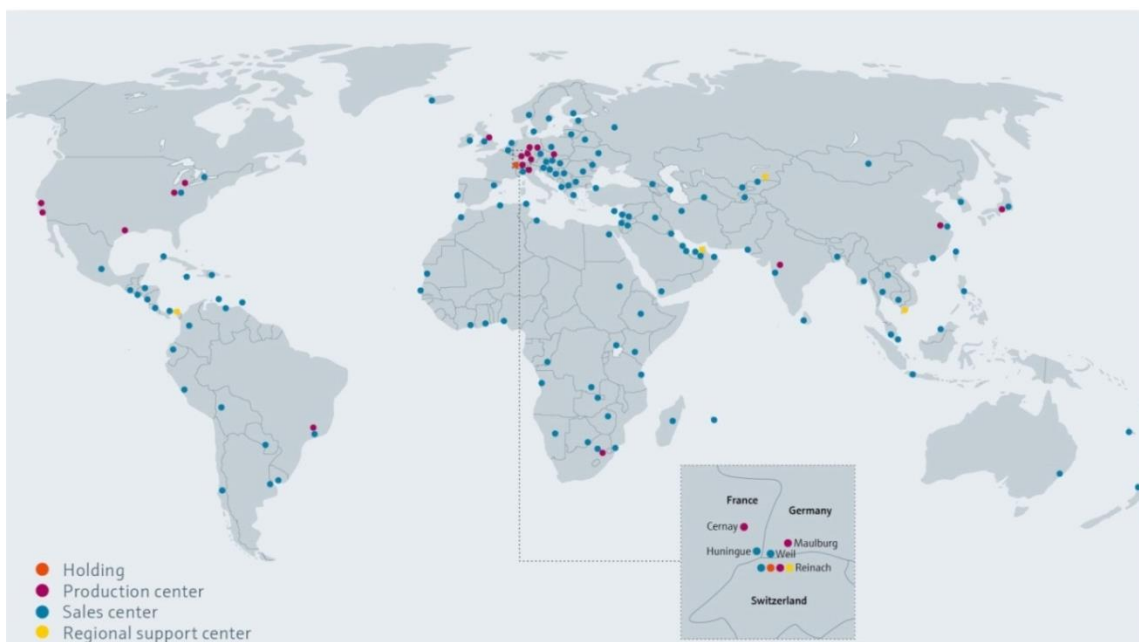 France
Germany
Cernay
Maulburg
Huningue
Weil
Reinach
Switzerland
Holding
Production center
Sales center
Regional support center